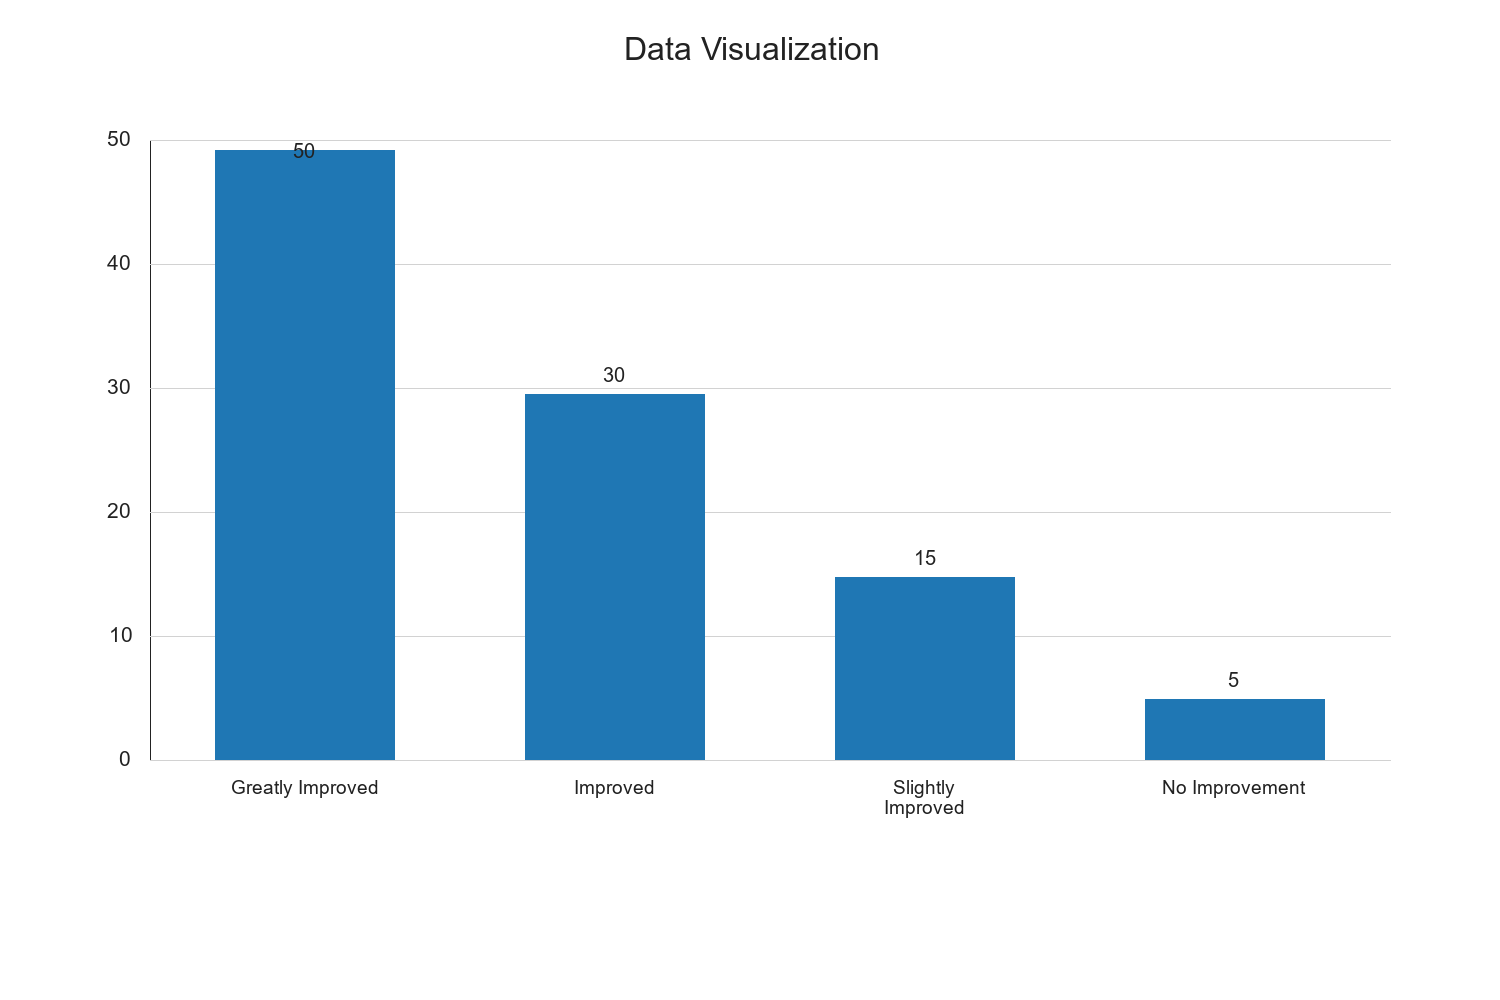 Data Visualization
50
40
30
20
10
0
50
30
15
5
Greatly Improved
Improved
Slightly
Improved
No Improvement